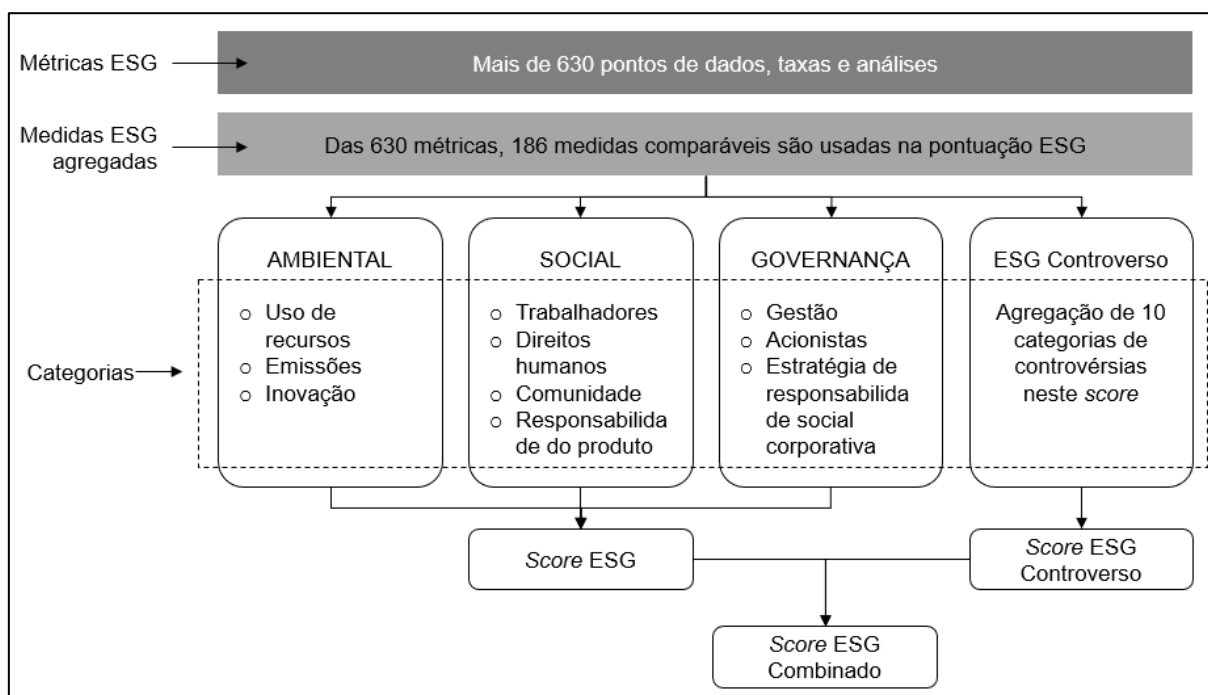 Métricas ESG
Mais de 630 pontos de dados, taxas e análises
Medidas ESG
agregadas
Das 630 métricas, 186 medidas comparáveis são usadas na pontuação ESG
AMBIENTAL
SOCIAL
GOVERNANÇA
ESG Controverso
Categorias
o Uso de
recursos
o Emissões
o Inovação
o Trabalhadores
o Direitos
humanos
o Comunidade
o Responsabilida
de do produto
o Gestão
o Acionistas
o Estratégia de
responsabilida
de social
corporativa
Agregação de 10
categorias de
controvérsias
neste score
Score ESG
Score ESG
Controverso
Score ESG
Combinado